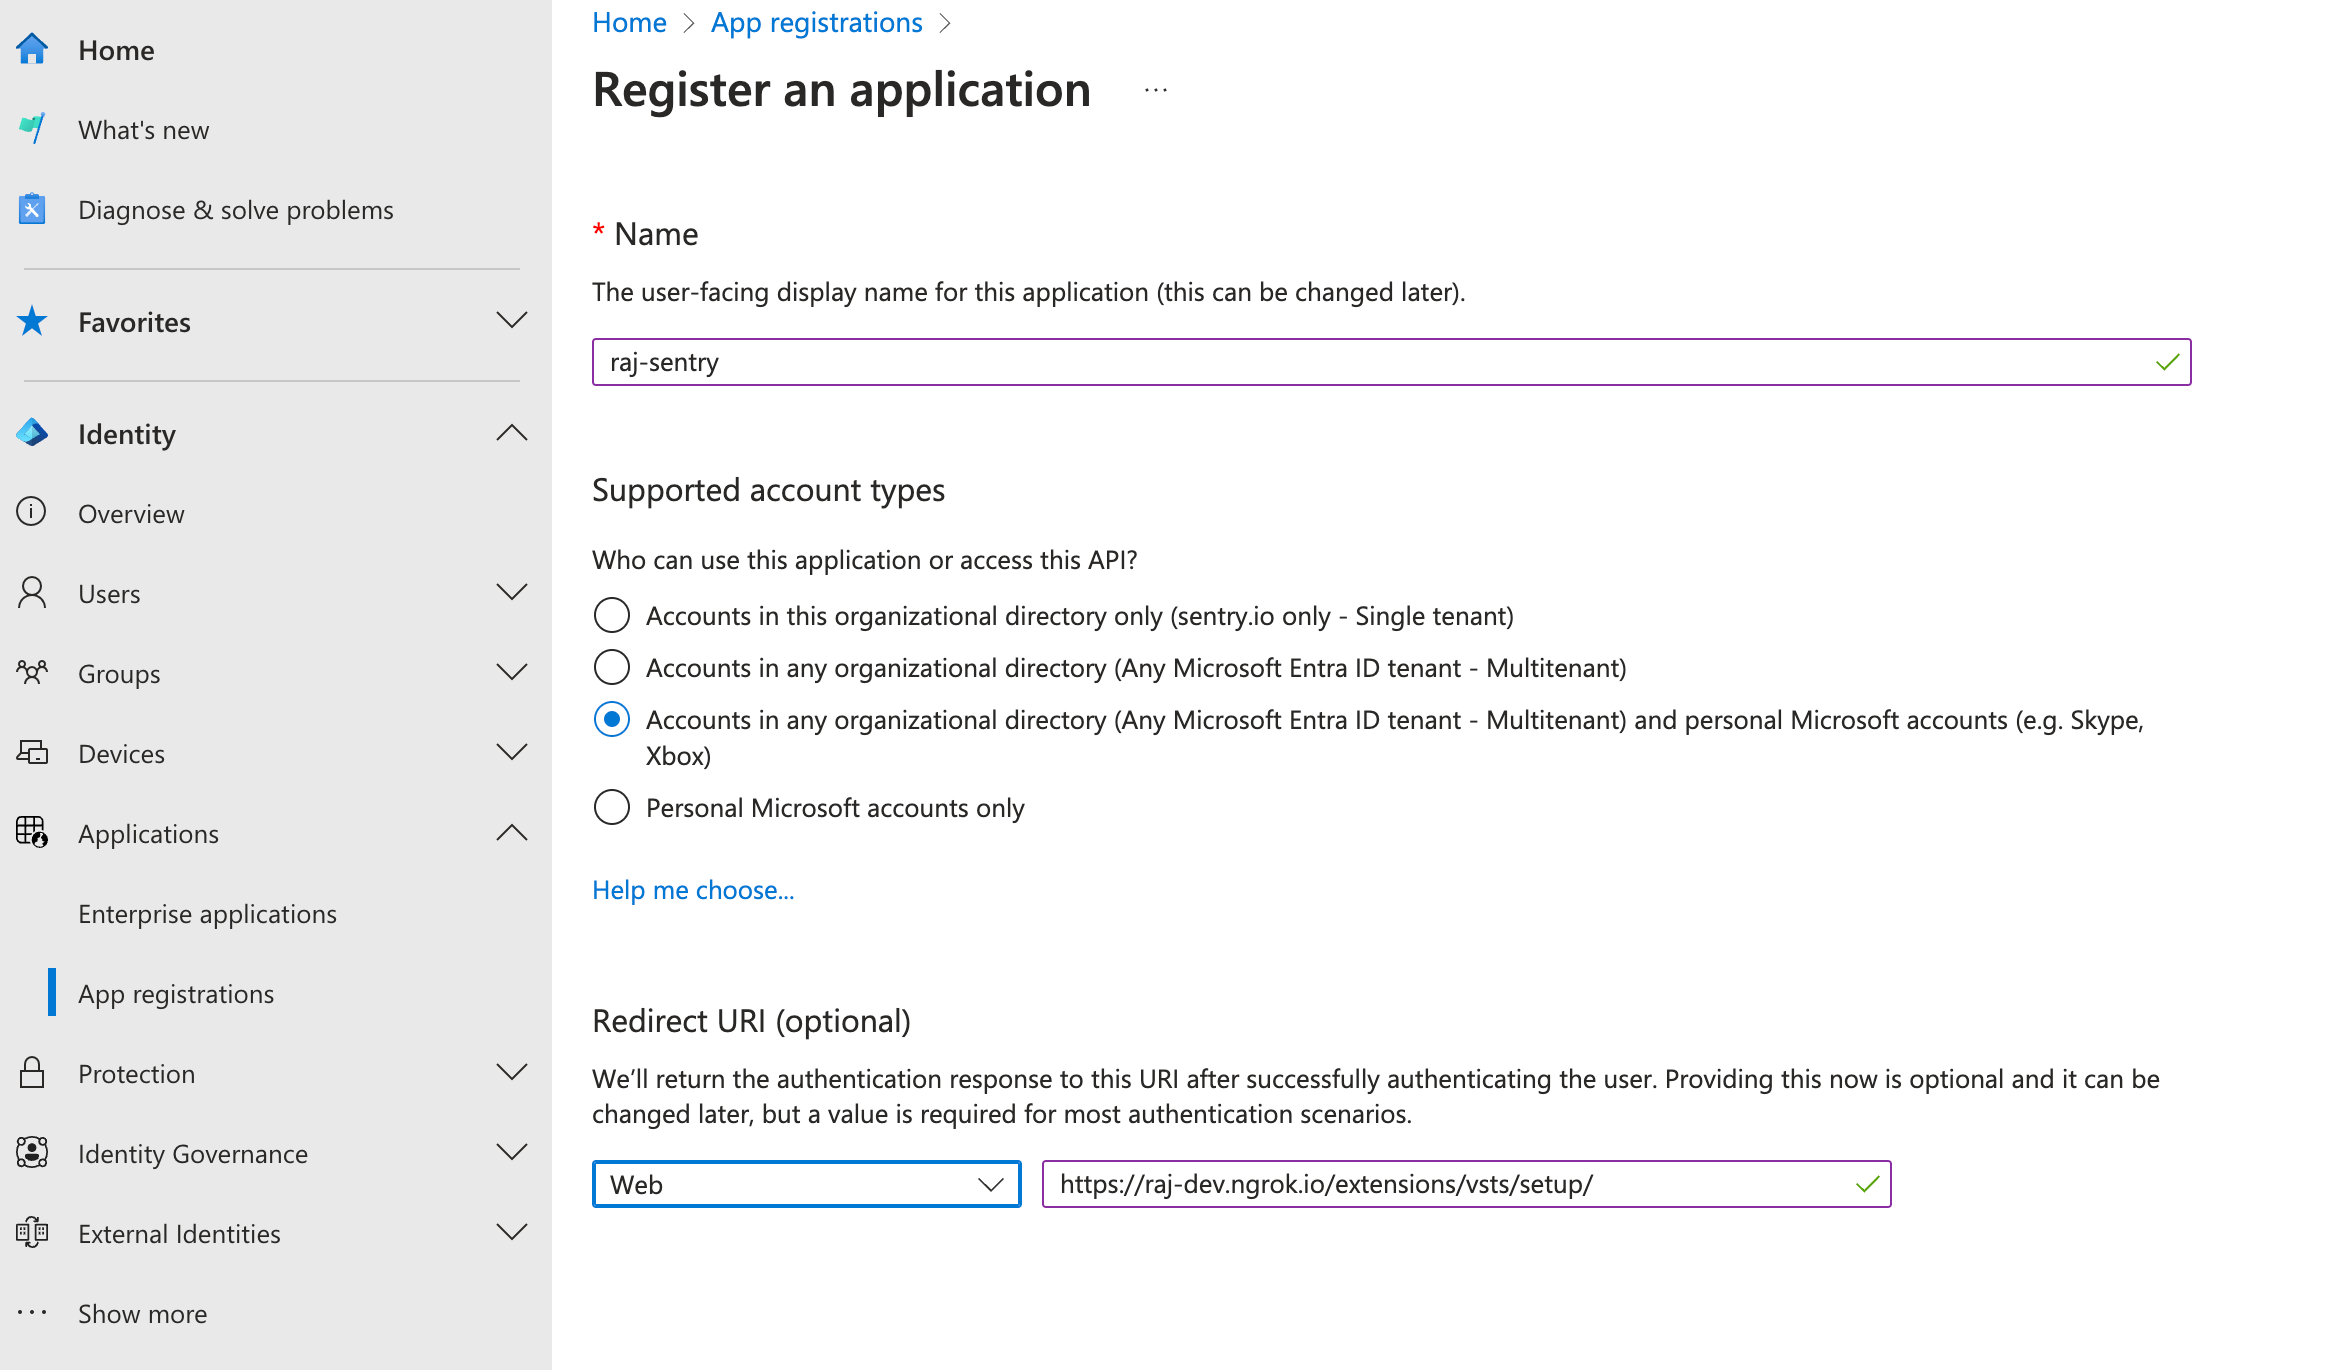 Home
What's new
Diagnose & solve problems
Favorites
Identity
Overview
Users
Groups
Devices
Applications
Enterprise applications
App registrations
Protection
Identity Governance
External Identities
Show more
Home > App registrations >
Register an application ...
* Name
The user-facing display name for this application (this can be changed later).
raj-sentry
Supported account types
Who can use this application or access this API?
Accounts in this organizational directory only (sentry.io only - Single tenant)
Accounts in any organizational directory (Any Microsoft Entra ID tenant - Multitenant)
Accounts in any organizational directory (Any Microsoft Entra ID tenant - Multitenant) and personal Microsoft accounts (e.g. Skype,
Xbox)
Personal Microsoft accounts only
Help me choose...
Redirect URI (optional)
We’ll return the authentication response to this URI after successfully authenticating the user. Providing this now is optional and it can be
changed later, but a value is required for most authentication scenarios.
Web
https://raj-dev.ngrok.io/extensions/vsts/setup/